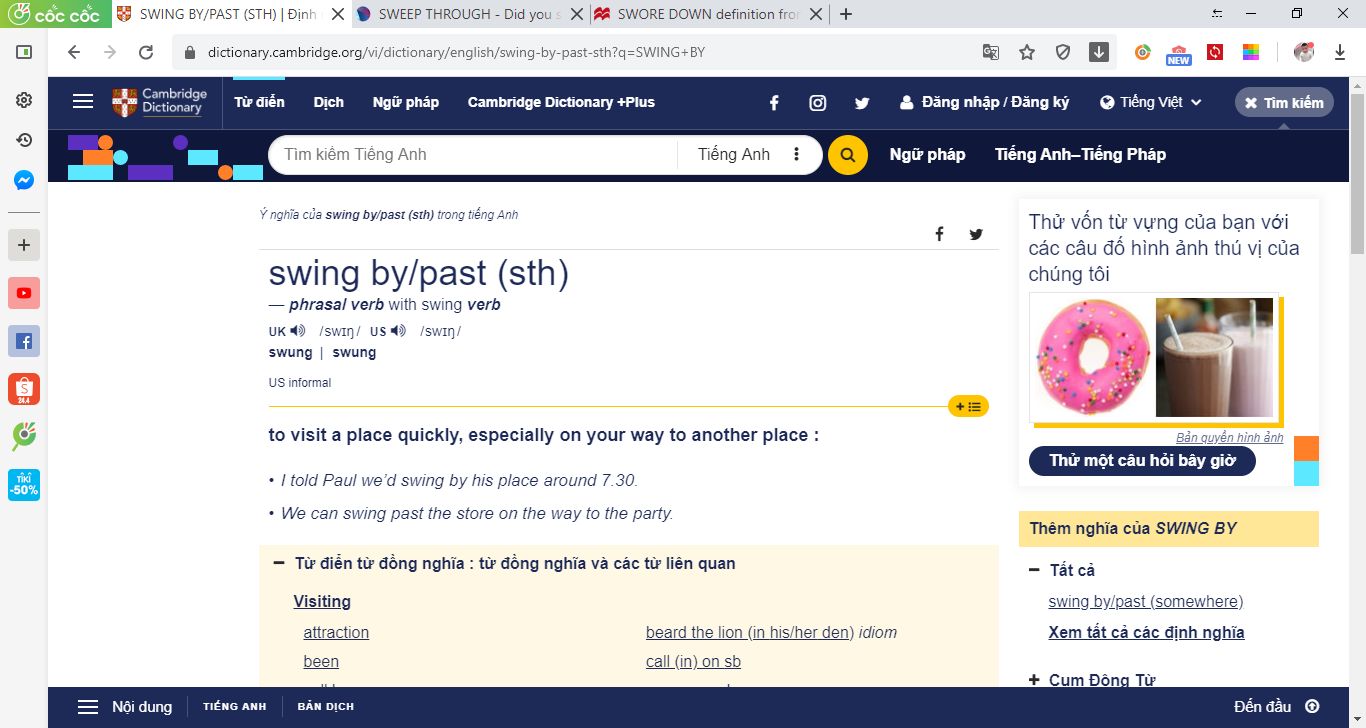 cốc cốc
SWING BY/PAST (STH) | Định
SWEEP THROUGH - Did you s
SWORE DOWN definition fro
dictionary.cambridge.org/vi/dictionary/english/swing-by-past-sth?q=SWING+BY
NEW
Cambridge
Dictionary
Từ điển
Dịch
Ngữ pháp
Cambridge Dictionary +Plus
Đăng nhập / Đăng ký
Tiếng Việt
Tìm kiếm
Tìm kiếm Tiếng Anh
Tiếng Anh
Ngữ pháp
Tiếng Anh–Tiếng Pháp
24.4
TIKI
-50%
Ý nghĩa của swing by/past (sth) trong tiếng Anh
swing by/past (sth)
— phrasal verb with swing verb
UK /swɪŋ/ US /swɪŋ/
swung | swung
US informal
to visit a place quickly, especially on your way to another place :
• I told Paul we’d swing by his place around 7.30.
• We can swing past the store on the way to the party.
Từ điển từ đồng nghĩa : từ đồng nghĩa và các từ liên quan
Visiting
attraction
beard the lion (in his/her den) idiom
been
call (in) on sb
Thử vốn từ vựng của bạn với
các câu đố hình ảnh thú vị của
chúng tôi
Bản quyền hình ảnh
Thử một câu hỏi bây giờ
Thêm nghĩa của SWING BY
Tất cả
swing by/past (somewhere)
Xem tất cả các định nghĩa
Cụm Động Từ
Nội dung
TIẾNG ANH
BẢN DỊCH
Đến đầu